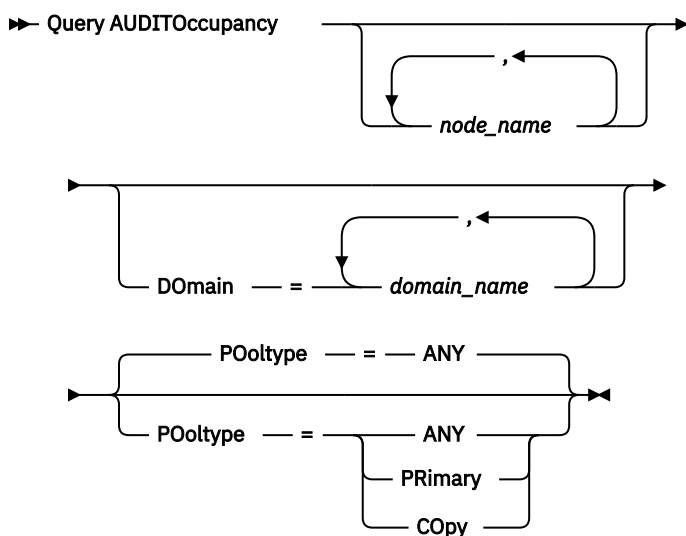 Query AUDITOccupancy
,
node_name
,
DOmain = domain_name
POoltype = ANY
POoltype = ANY
PRimary
COpy